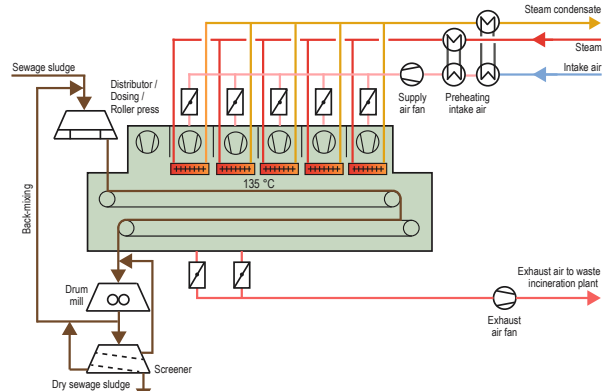 Steam condensate
Steam
Intake air
Sewage sludge
Distributor /
Dosing /
Roller press
Supply
air fan
Preheating
intake air
135 °C
Back-mixing
Drum
mill
Exhaust air to waste
incineration plant
Exhaust
air fan
Screener
Dry sewage sludge